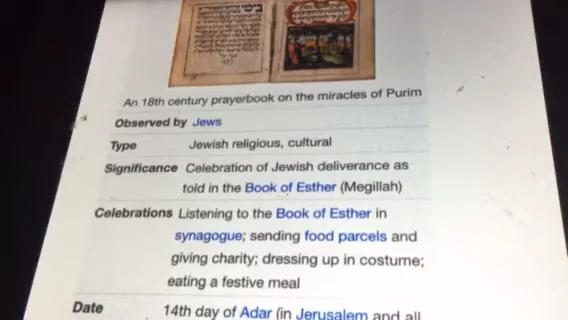 An 18th century prayerbook on the miracles of Purim
Observed by Jews
Type Jewish religious, cultural
Significance Celebration of Jewish deliverance as
told in the Book of Esther (Megillah)
Celebrations Listening to the Book of Esther in
synagogue; sending food parcels and
giving charity; dressing up in costume;
eating a festive meal
Date 14th day of Adar (in Jerusalem and all